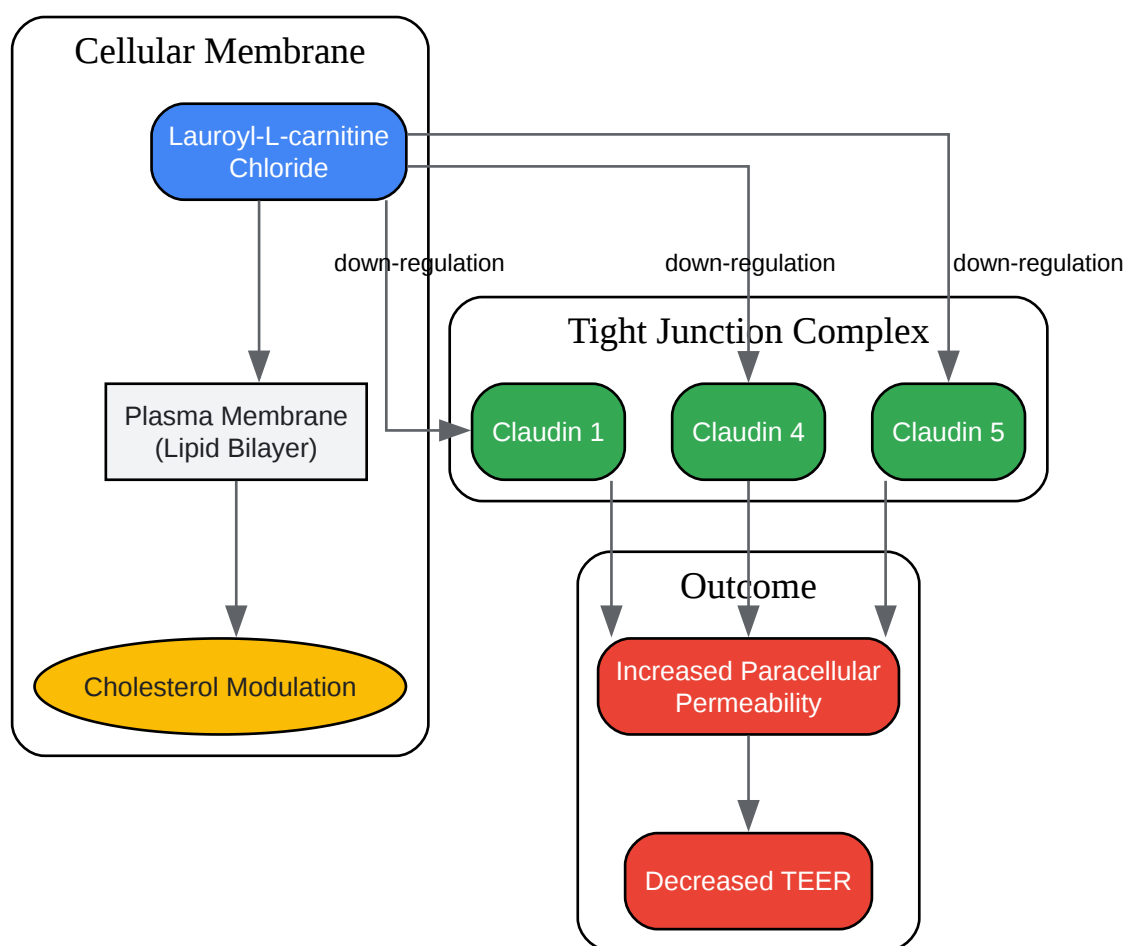 Cellular Membrane
Lauroyl-L-carnitine
Chloride
down-regulation
down-regulation
down-regulation
Tight Junction Complex
Plasma Membrane
(Lipid Bilayer)
Claudin 1
Claudin 4
Claudin 5
Outcome
Cholesterol Modulation
Increased Paracellular
Permeability
Decreased TEER